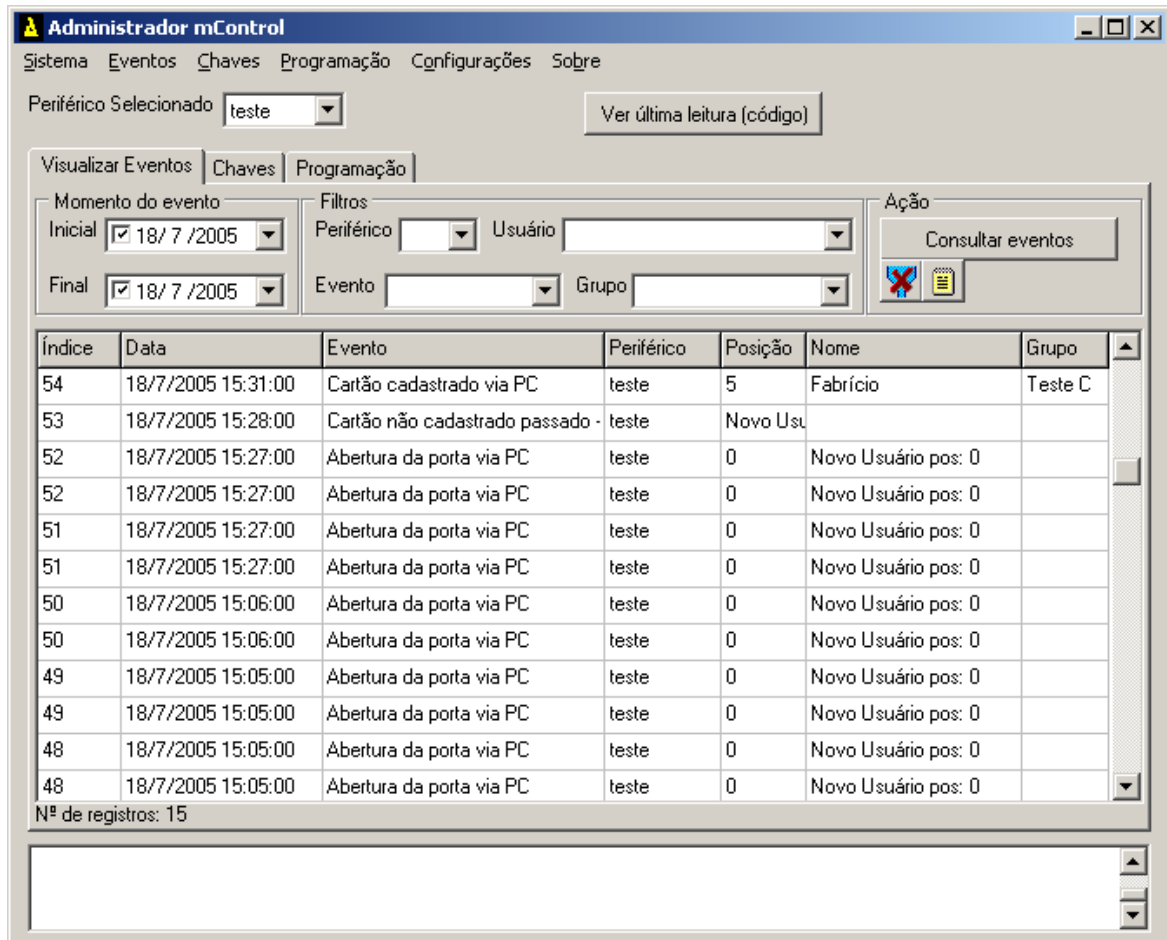 Administrador mControl
Sistema Eventos Chaves Programação Configurações Sobre
Periférico Selecionado teste Ver última leitura (código)
Visualizar Eventos Chaves Programação
Momento do evento Filtros Ação
Inicial 18/ 7 /2005 Periférico Usuário Consultar eventos
Final 18/ 7 /2005 Evento Grupo
Índice Data Evento Periférico Posição Nome Grupo
54 18/7/2005 15:31:00 Cartão cadastrado via PC teste 5 Fabrício Teste C
53 18/7/2005 15:28:00 Cartão não cadastrado passado - teste Novo Usu
52 18/7/2005 15:27:00 Abertura da porta via PC teste 0 Novo Usuário pos: 0
52 18/7/2005 15:27:00 Abertura da porta via PC teste 0 Novo Usuário pos: 0
51 18/7/2005 15:27:00 Abertura da porta via PC teste 0 Novo Usuário pos: 0
51 18/7/2005 15:27:00 Abertura da porta via PC teste 0 Novo Usuário pos: 0
50 18/7/2005 15:06:00 Abertura da porta via PC teste 0 Novo Usuário pos: 0
50 18/7/2005 15:06:00 Abertura da porta via PC teste 0 Novo Usuário pos: 0
49 18/7/2005 15:05:00 Abertura da porta via PC teste 0 Novo Usuário pos: 0
49 18/7/2005 15:05:00 Abertura da porta via PC teste 0 Novo Usuário pos: 0
48 18/7/2005 15:05:00 Abertura da porta via PC teste 0 Novo Usuário pos: 0
48 18/7/2005 15:05:00 Abertura da porta via PC teste 0 Novo Usuário pos: 0
Nº de registros: 15